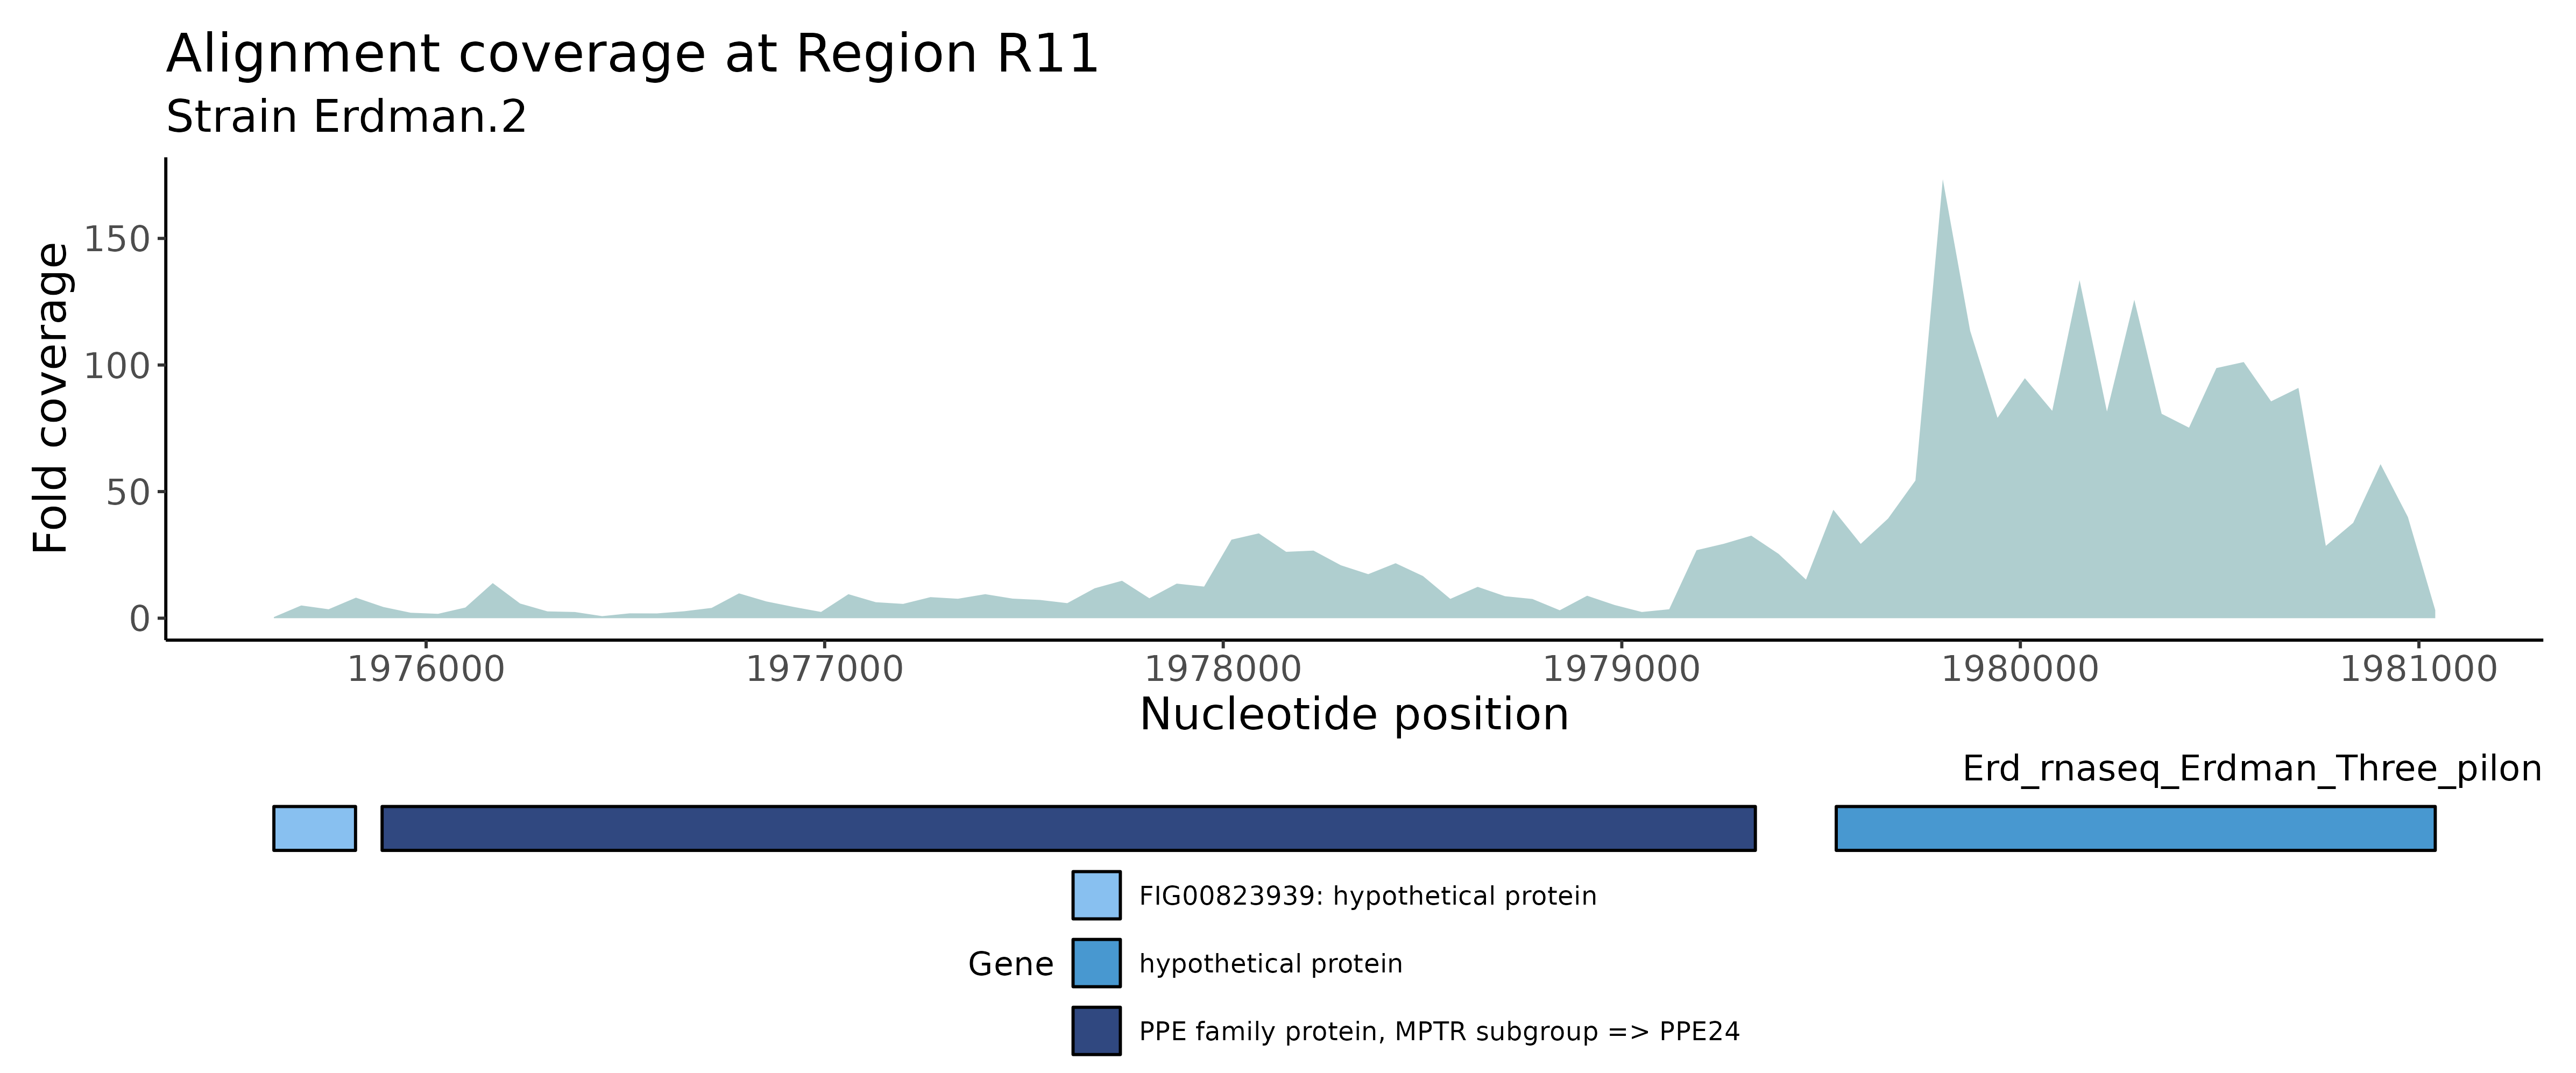 Alignment coverage at Region R11
Strain Erdman.2
Fold coverage
150
100
50
0
1976000 1977000 1978000 1979000 1980000 1981000
Nucleotide position
Erd_rnaseq_Erdman_Three_pilon
Gene
FIG00823939: hypothetical protein
hypothetical protein
PPE family protein, MPTR subgroup => PPE24